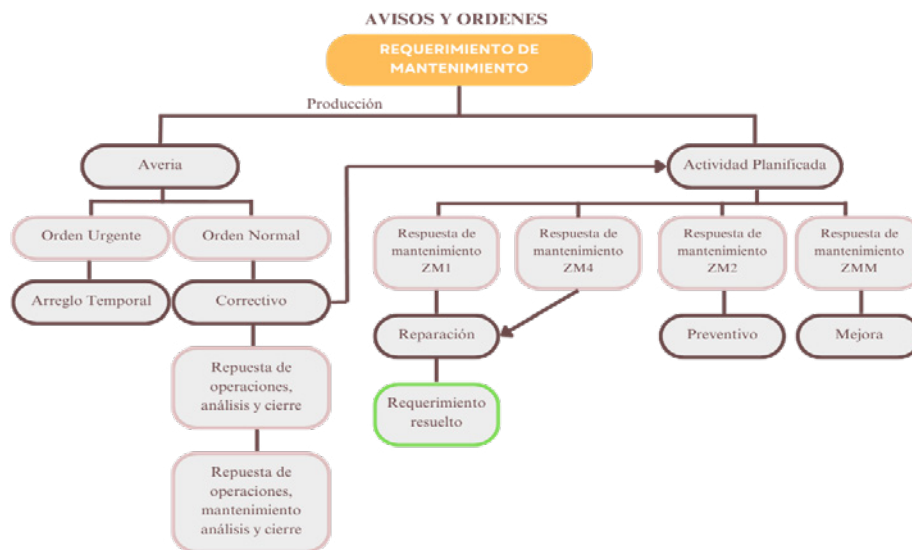 AVISOS Y ORDENES
REQUERIMIENTO DE
MANTENIMIENTO
Producción
Averia
Actividad Planificada
Orden Urgente
Orden Normal
Respuesta de
mantenimiento
ZM1
Respuesta de
mantenimiento
ZM4
Respuesta de
mantenimiento
ZM2
Respuesta de
mantenimiento
ZMM
Arreglo Temporal
Correctivo
Reparación
Preventivo
Mejora
Repuesta de
operaciones,
análisis y cierre
Requerimiento
resuelto
Repuesta de
operaciones,
mantenimiento
análisis y cierre